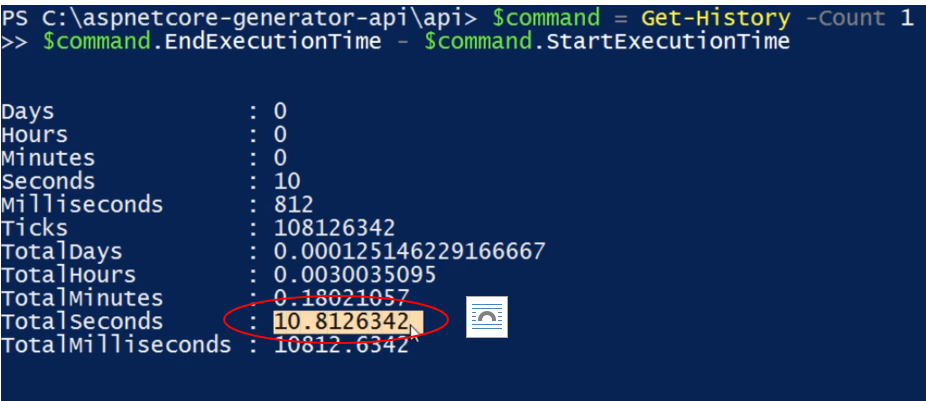 PS C:\aspnetcore-generator-api\api> $command = Get-History -Count 1
>> $command.EndExecutionTime - $command.StartExecutionTime
Days : 0
Hours : 0
Minutes : 0
Seconds : 10
Milliseconds : 812
Ticks : 108126342
TotalDays : 0.000125146229166667
TotalHours : 0.0030035095
TotalMinutes : 0.18021057
TotalSeconds : 10.8126342
TotalMilliseconds : 10812.6342